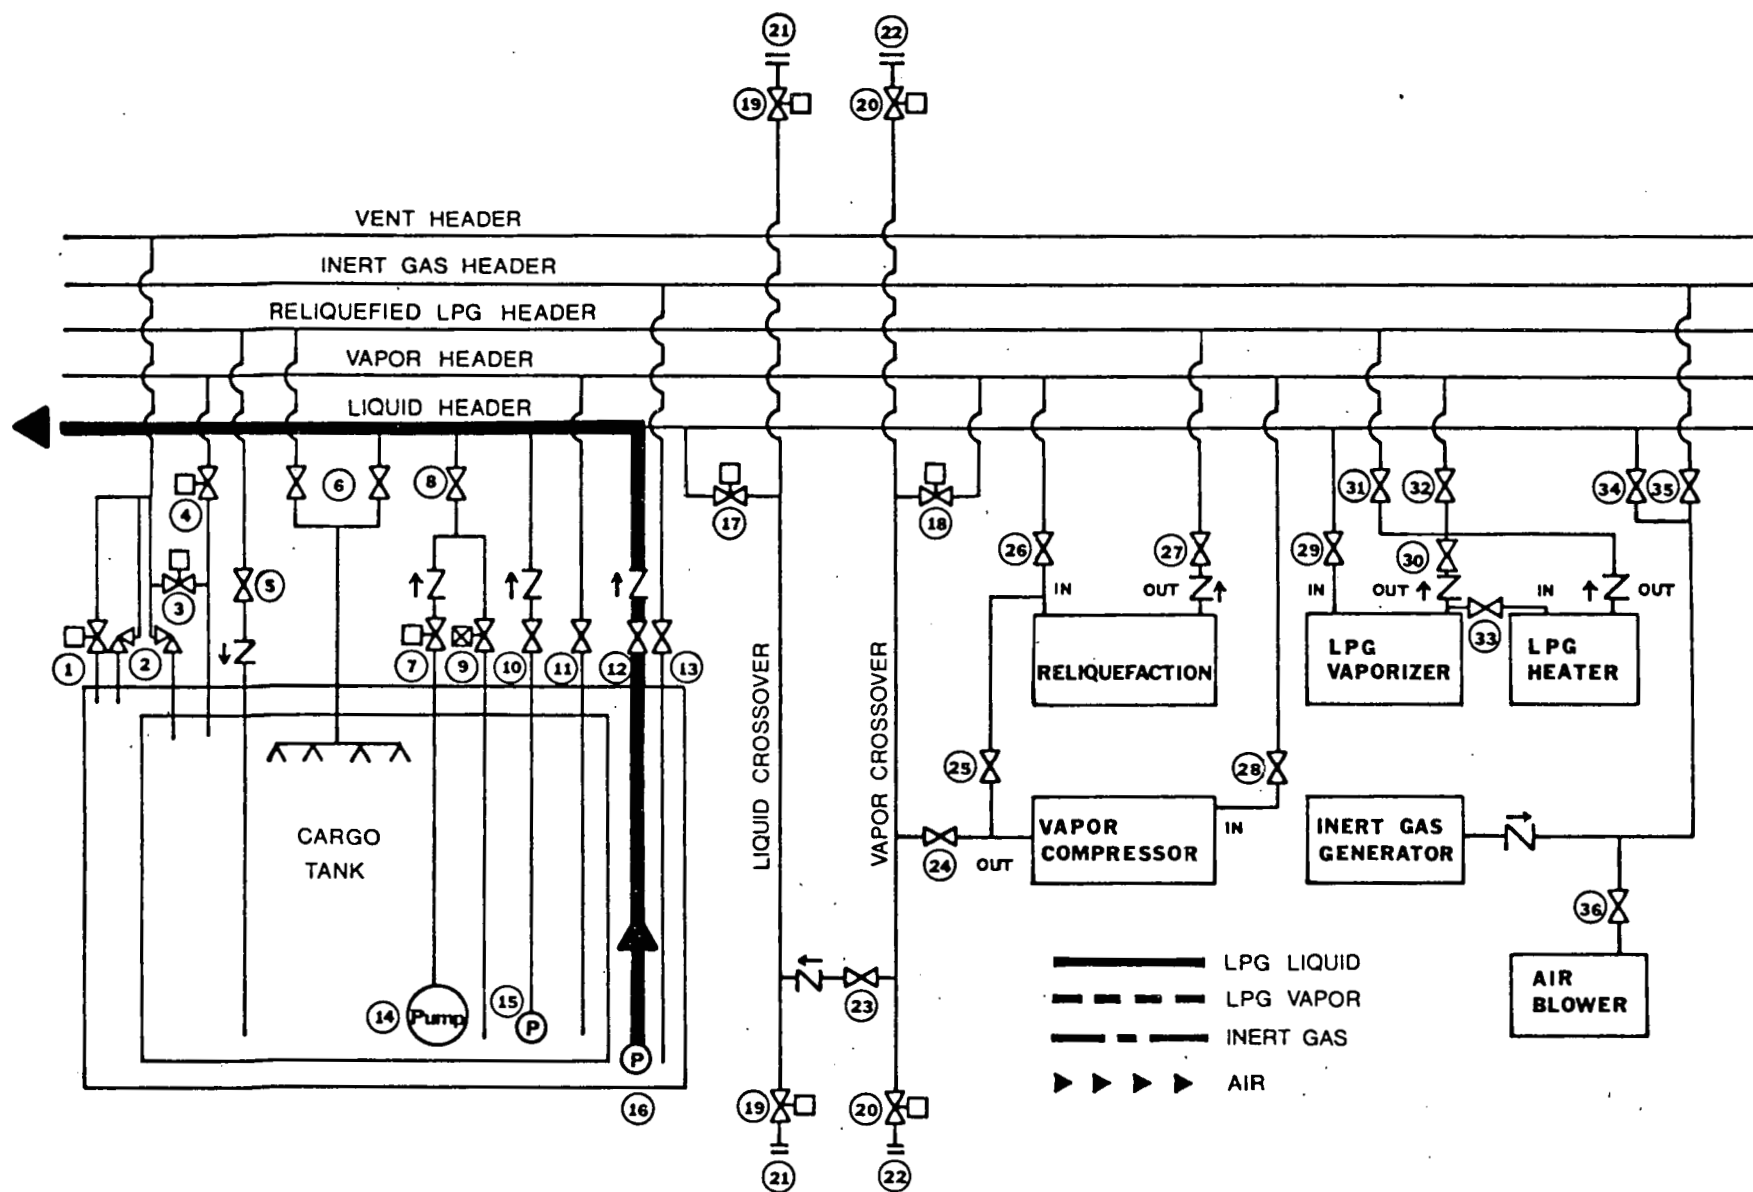 21
22
19
20
VENT HEADER
INERT GAS HEADER
RELIQUEFIED LPG HEADER
VAPOR HEADER
LIQUID HEADER
4
6
8
17
18
31
32
34
35
3
5
26
27
29
30
IN
OUT
IN
OUT
IN
OUT
33
1
2
7
9
10
11
12
13
RELIQUEFACTION
LPG
VAPORIZER
LPG
HEATER
LIQUID CROSSOVER
VAPOR CROSSOVER
25
28
CARGO
TANK
24
OUT
VAPOR
COMPRESSOR
IN
INERT GAS
GENERATOR
36
14
Pump
15
P
P
16
23
LPG LIQUID
LPG VAPOR
INERT GAS
AIR
AIR
BLOWER
19
20
21
22